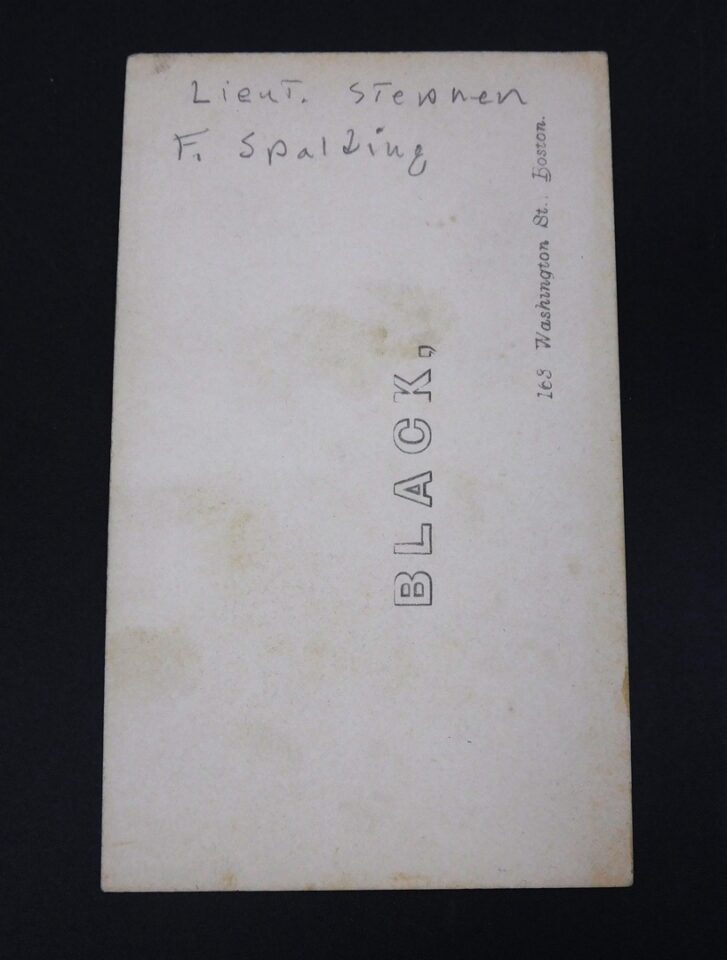 Lieut. Stephen
F. Spalding
BLACK,
163 Washington St., Boston.